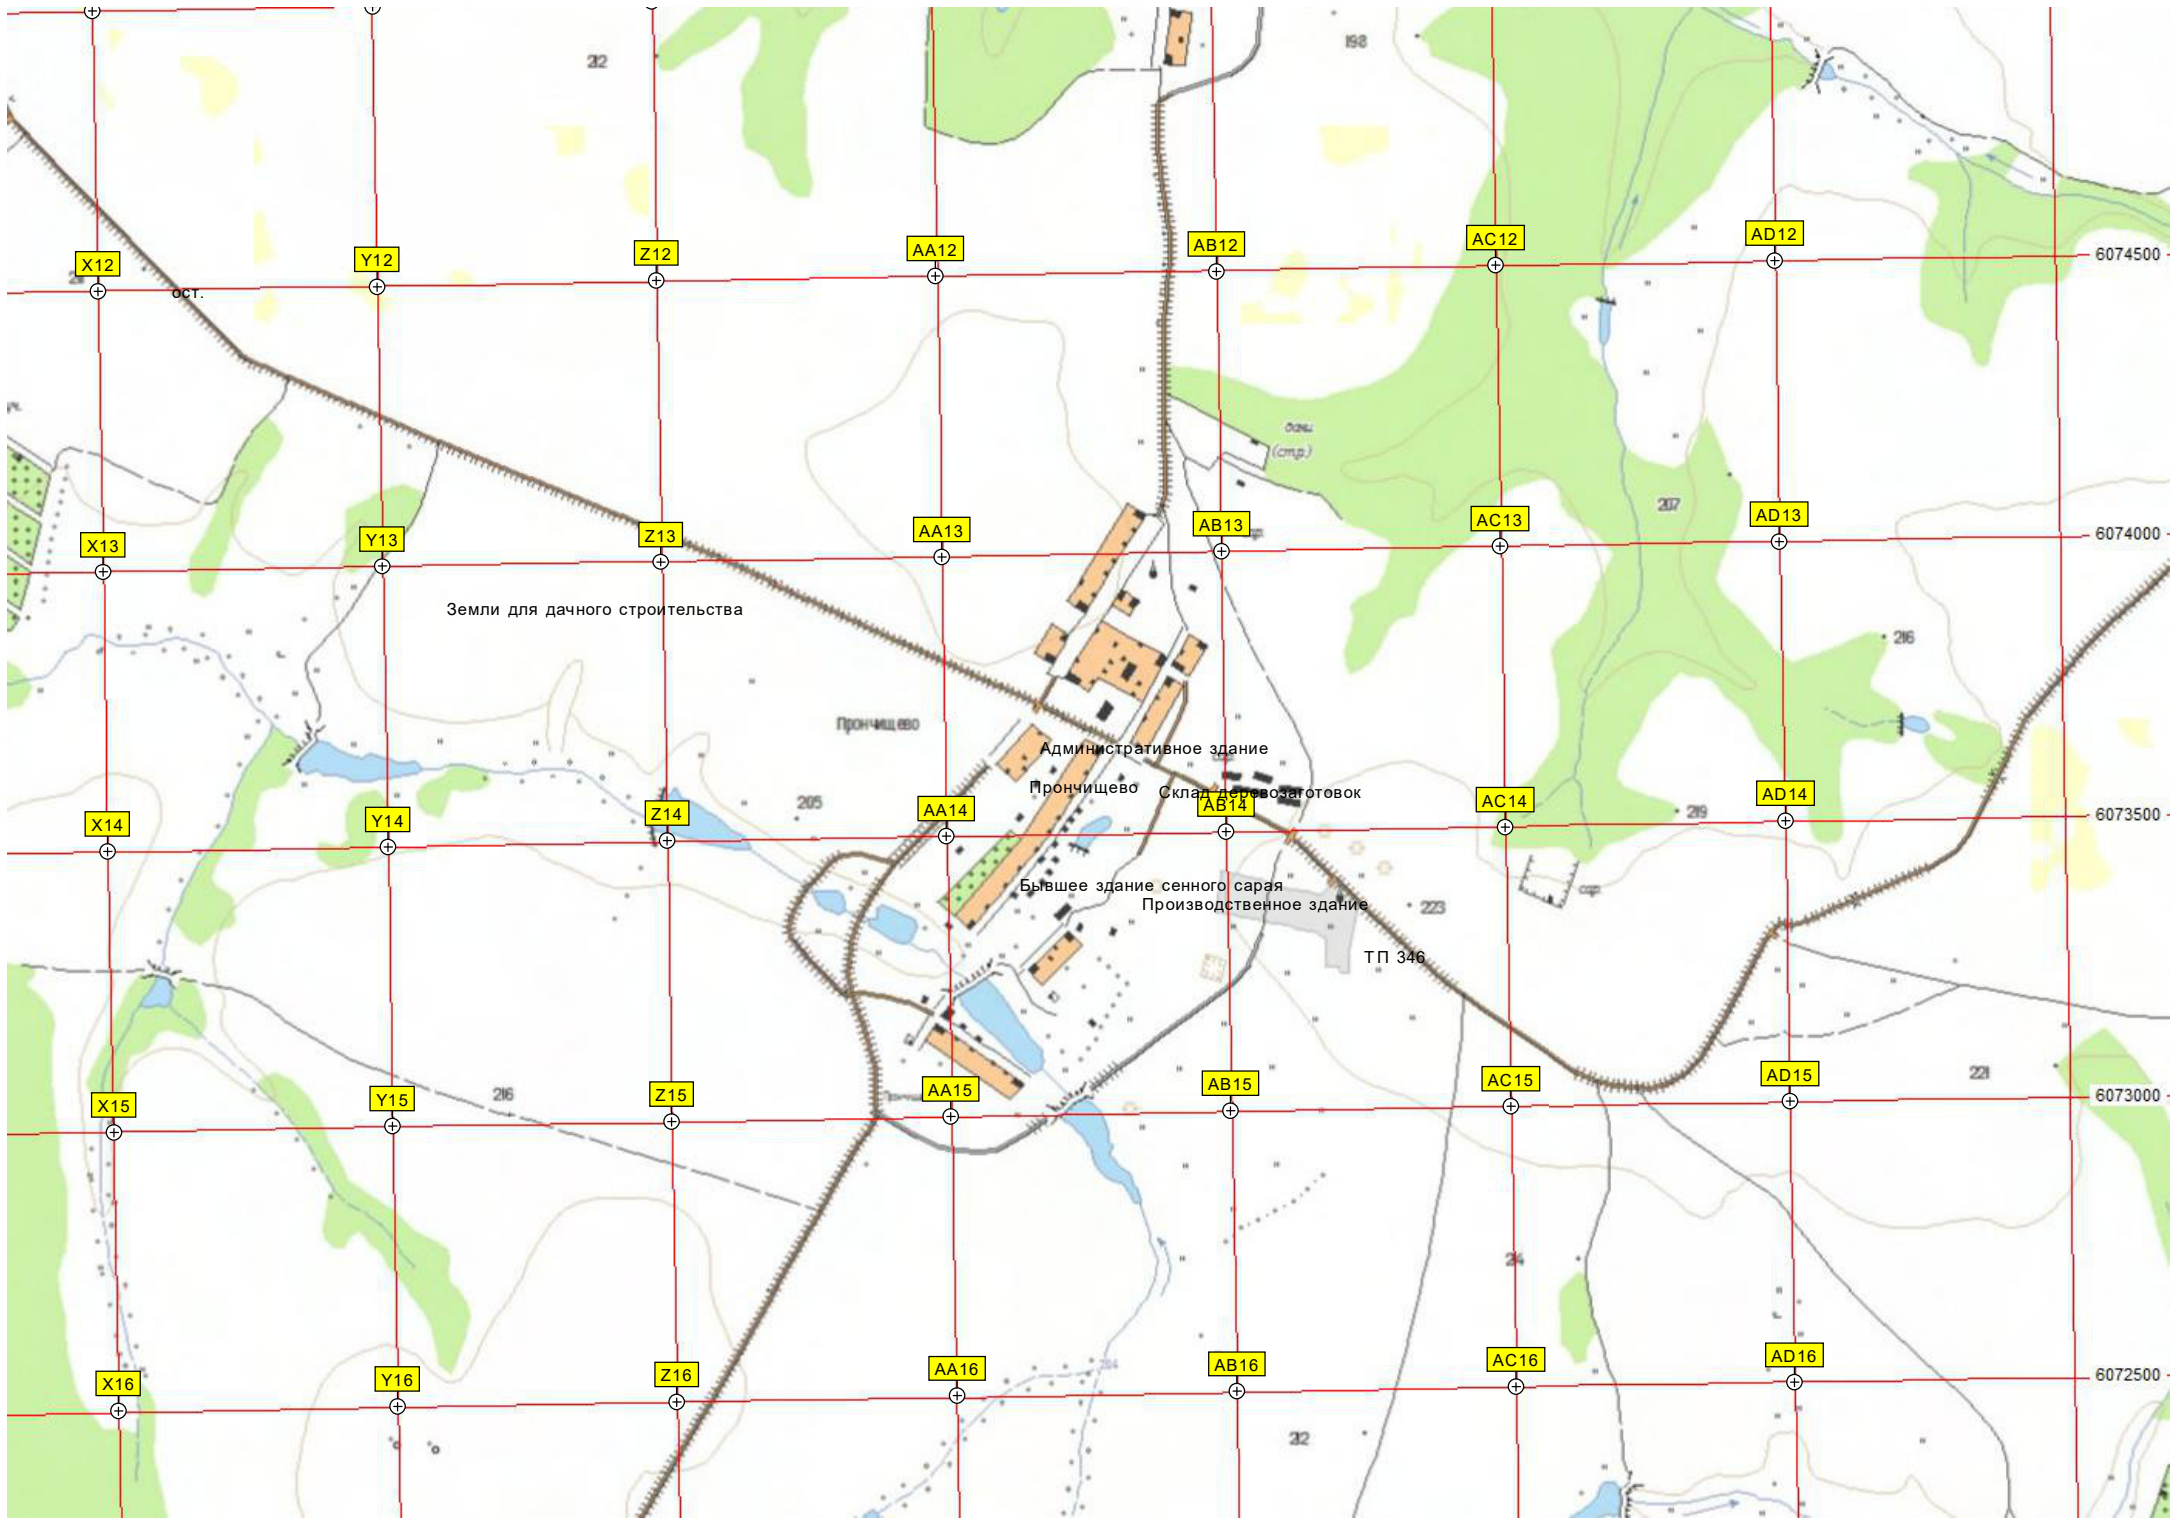 198
212
AB12
AC12
AD12
X12
Y12
Z12
AA12
6074500
ост.
(стр.)
207
X13
Y13
Z13
AA13
AB13
AC13
AD13
6074000
Земли для дачного строительства
216
Прончищево
Административное здание
Прончищево
Склад деревозаготовок
205
X14
Y14
Z14
AA14
AB14
AC14
219
AD14
6073500
сар.
Бывшее здание сенного сарая
Производственное здание
223
ТП 346
221
216
X15
Y15
Z15
AA15
AB15
AC15
AD15
6073000
204
X16
Y16
Z16
AA16
AB16
AC16
AD16
6072500
212